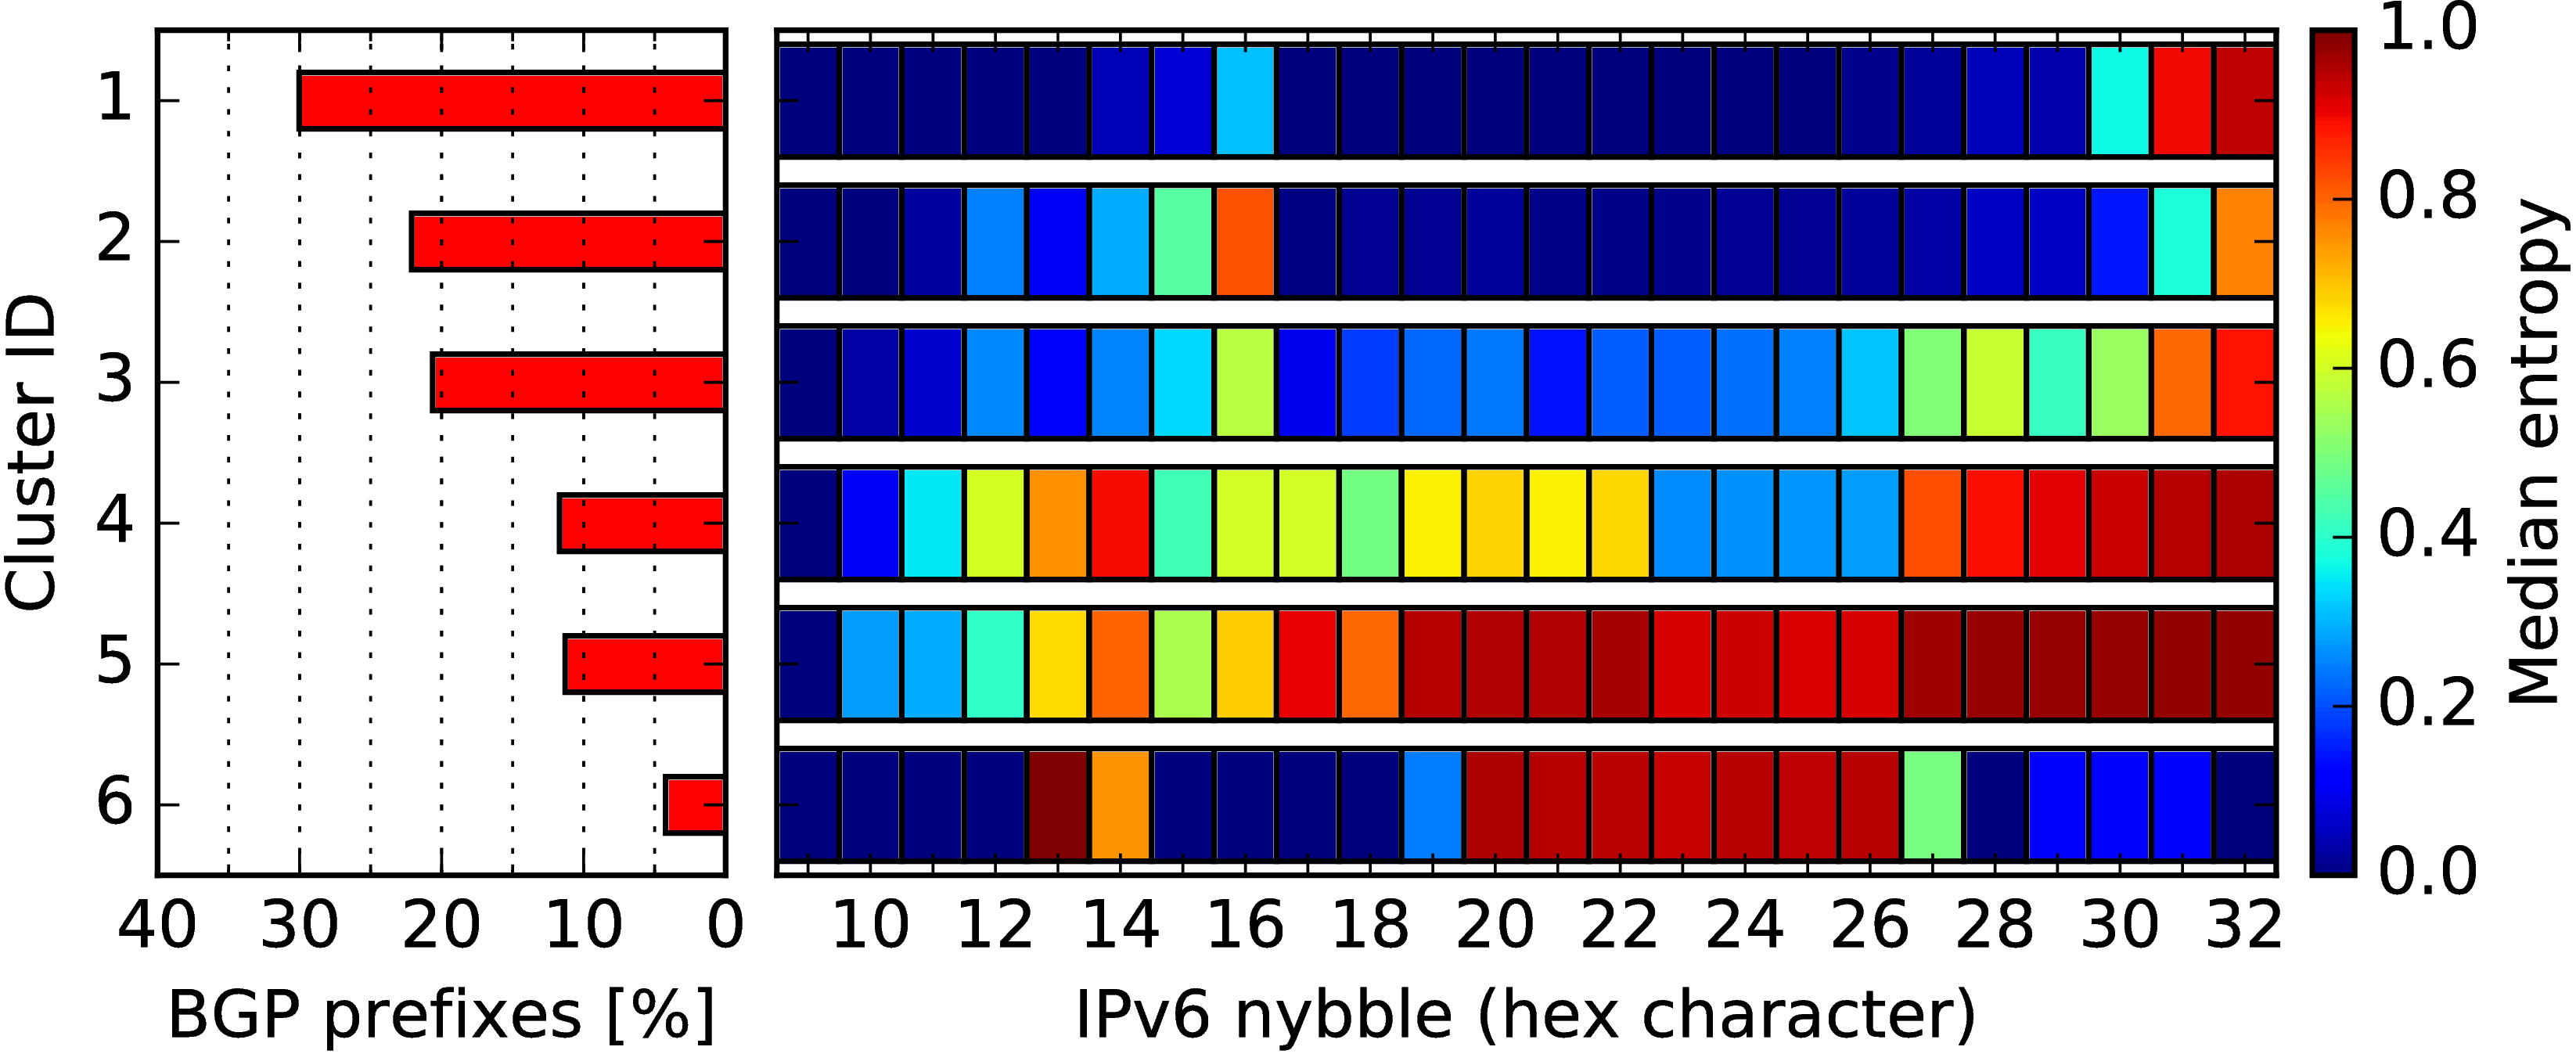 Cluster ID
1
2
3
4
5
6
40 30 20 10 0
BGP prefixes [%]
10 12 14 16 18 20 22 24 26 28 30 32
IPv6 nybble (hex character)
1.0
0.8
0.6
0.4
0.2
0.0
Median entropy